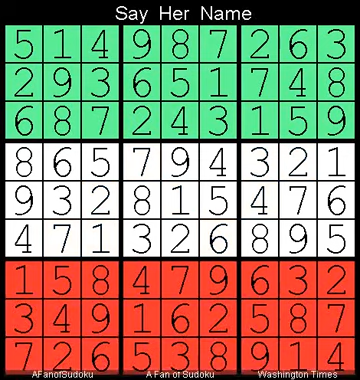 Say Her Name
5 1 4 9 8 7 2 6 3
2 9 3 6 5 1 7 4 8
6 8 7 2 4 3 1 5 9
8 6 5 7 9 4 3 2 1
9 3 2 8 1 5 4 7 6
4 7 1 3 2 6 8 9 5
1 5 8 4 7 9 6 3 2
3 4 9 1 6 2 5 8 7
7 2 6 5 3 8 9 1 4
AFanofSudoku A Fan of Sudoku Washington Times